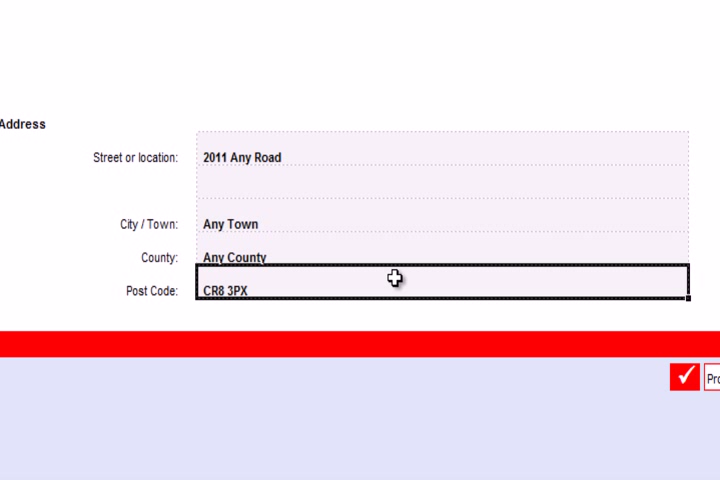 Address
Street or location: 2011 Any Road
City / Town: Any Town
County: Any County
Post Code: CR8 3PX